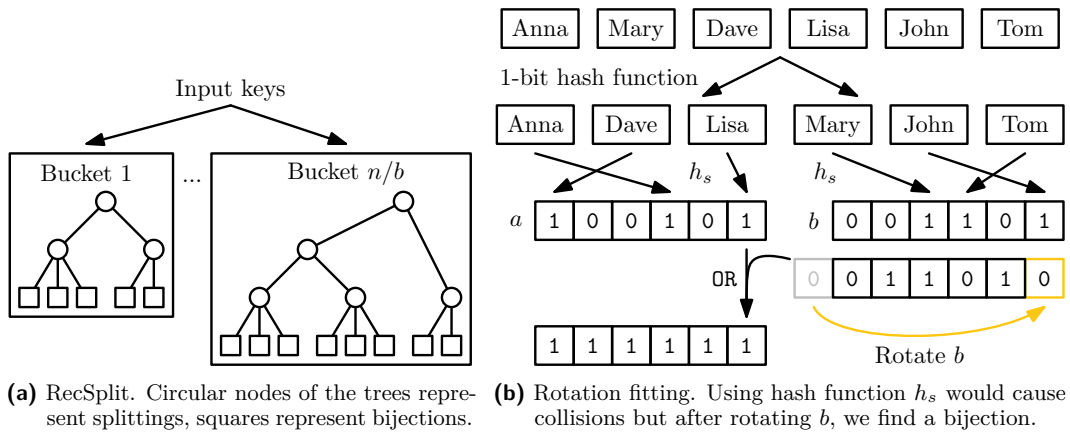 Input keys
Bucket 1
...
Bucket n/b
(a) RecSplit. Circular nodes of the trees repre-
sent splittings, squares represent bijections.
Anna Mary Dave Lisa John Tom
1-bit hash function
Anna Dave Lisa Mary John Tom
h_s h_s
a 1 0 0 1 0 1 b 0 0 1 1 0 1
OR 0 0 1 1 0 1 0
Rotate b
1 1 1 1 1 1
(b) Rotation fitting. Using hash function h_s would cause
collisions but after rotating b, we find a bijection.